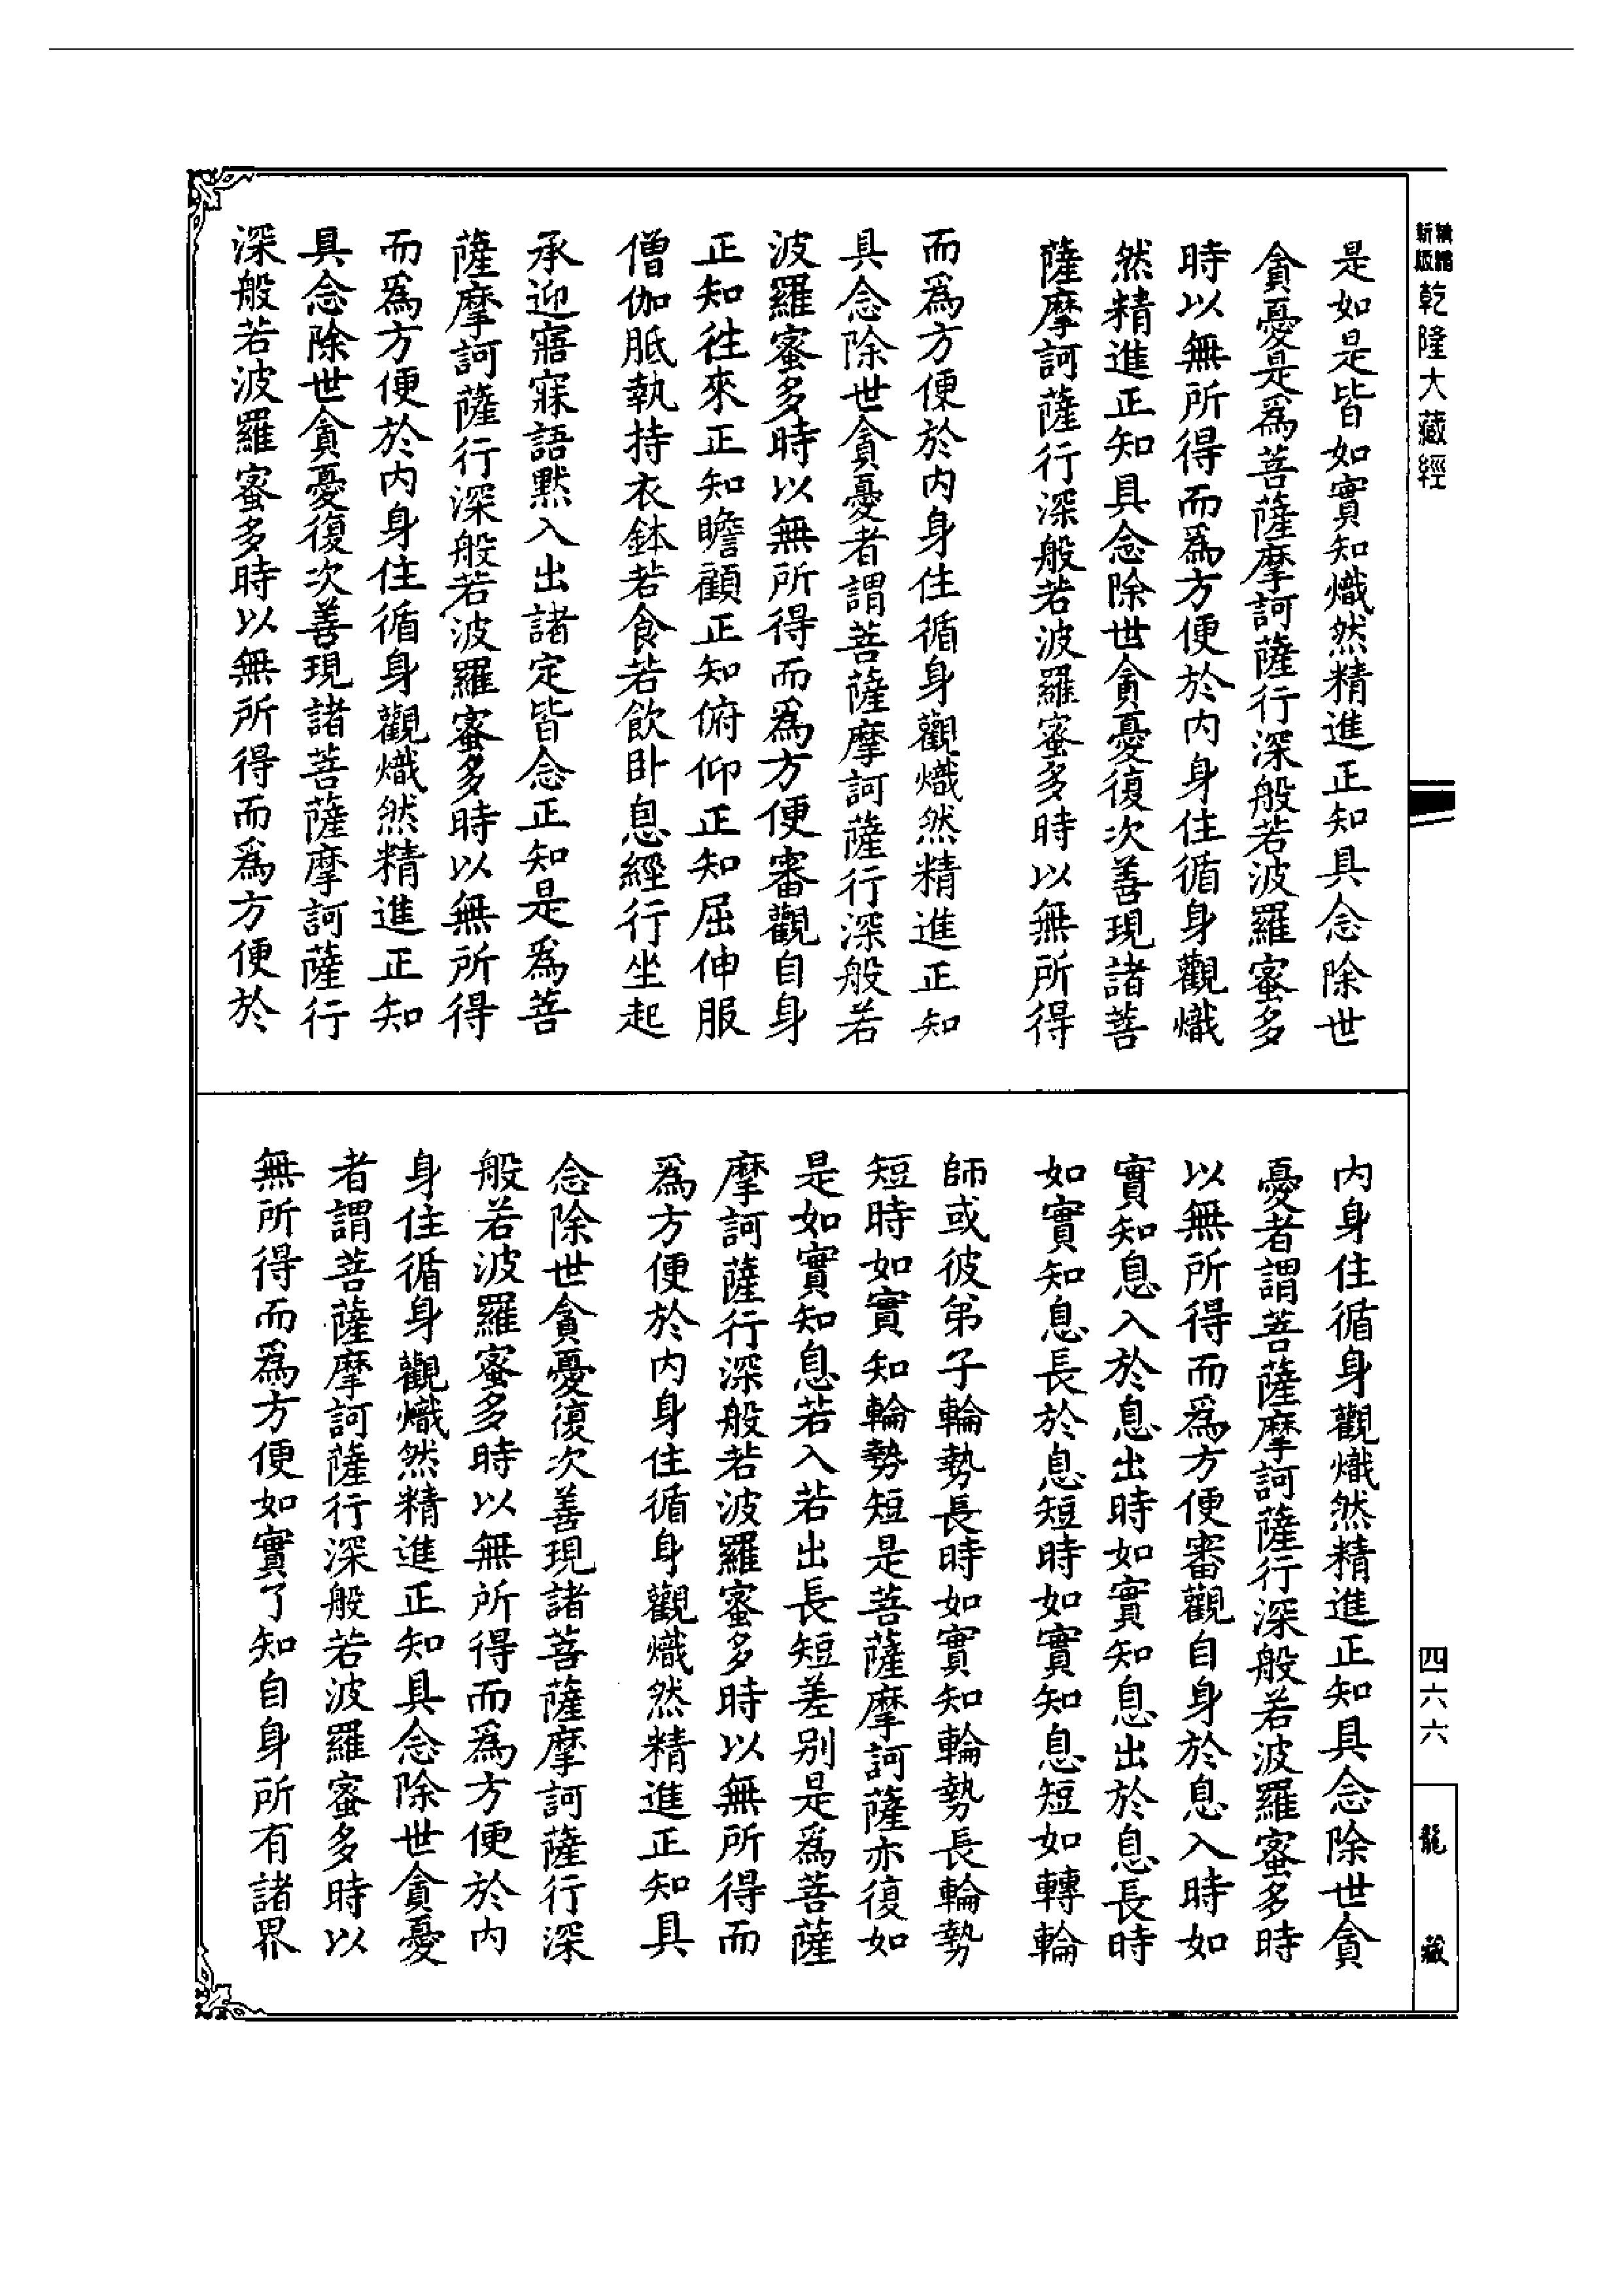 新版
精縮
乾隆大藏經
是如是皆如實知熾然精進正知具念除世
貪憂是爲菩薩摩訶薩行深般若波羅蜜多
時以無所得而爲方便於内身住循身觀熾
然精進正知具念除世貪憂復次善現諸菩
薩摩訶薩行深般若波羅蜜多時以無所得
而爲方便於内身住循身觀熾然精進正知
具念除世貪憂者謂菩薩摩訶薩行深般若
波羅蜜多時以無所得而爲方便審觀自身
正知往來正知瞻顧正知俯仰正知屈伸服
僧伽胝執持衣鉢若食若飲卧息經行坐起
承迎寤寐語默入出諸定皆念正知是爲菩
薩摩訶薩行深般若波羅蜜多時以無所得
而爲方便於内身住循身觀熾然精進正知
具念除世貪憂復次善現諸菩薩摩訶薩行
深般若波羅蜜多時以無所得而爲方便於
内身住循身觀熾然精進正知具念除世貪
憂者謂菩薩摩訶薩行深般若波羅蜜多時
以無所得而爲方便審觀自身於息入時如
實知息入於息出時如實知息出於息長時
如實知息長於息短時如實知息短如轉輪
師或彼弟子輪勢長時如實知輪勢長輪勢
短時如實知輪勢短是菩薩摩訶薩亦復如
是如實知息若入若出長短差别是爲菩薩
摩訶薩行深般若波羅蜜多時以無所得而
爲方便於内身住循身觀熾然精進正知具
念除世貪憂復次善現諸菩薩摩訶薩行深
般若波羅蜜多時以無所得而爲方便於内
身住循身觀熾然精進正知具念除世貪憂
者謂菩薩摩訶薩行深般若波羅蜜多時以
無所得而爲方便如實了知自身所有諸界
四六六
龍藏